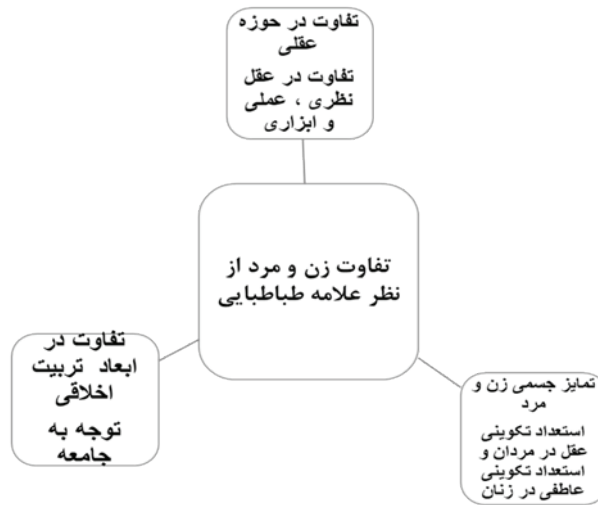 تفاوت در حوزه
عقلی
تفاوت در عقل
نظری ، عملی
و ابزاری
تفاوت زن و مرد از
نظر علامه طباطبایی
تفاوت در
ابعاد تربیت
اخلاقی
توجه به
جامعه
تمایز جسمی زن و
مرد
استعداد تکوینی
عقل در مردان و
استعداد تکوینی
عاطفی در زنان